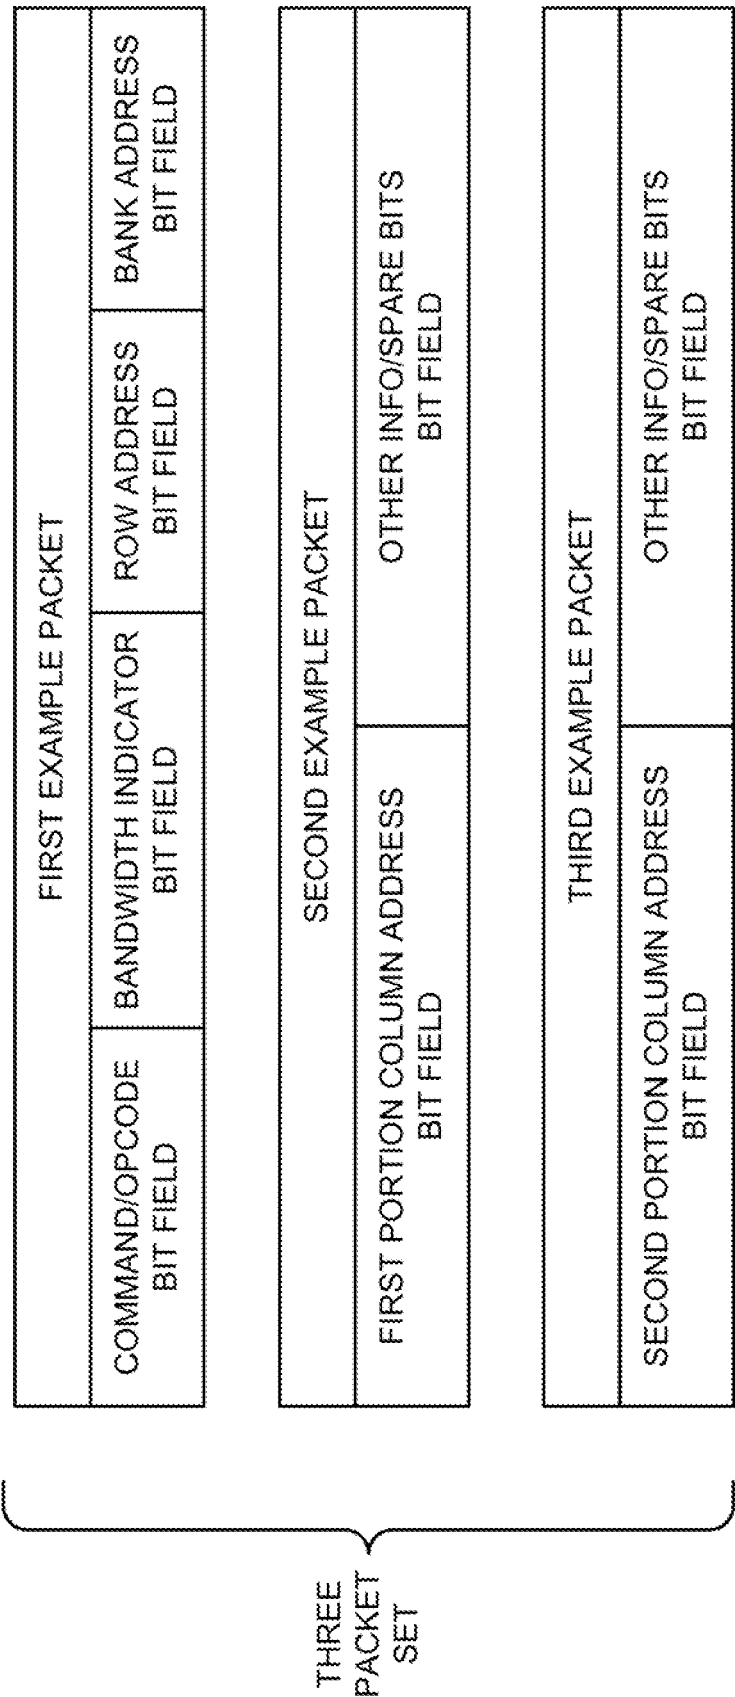 THREE
PACKET
SET
FIRST EXAMPLE PACKET
COMMAND/OPCODE
BIT FIELD
BANDWIDTH INDICATOR
BIT FIELD
ROW ADDRESS
BIT FIELD
BANK ADDRESS
BIT FIELD
SECOND EXAMPLE PACKET
FIRST PORTION COLUMN ADDRESS
BIT FIELD
OTHER INFO/SPARE BITS
BIT FIELD
THIRD EXAMPLE PACKET
SECOND PORTION COLUMN ADDRESS
BIT FIELD
OTHER INFO/SPARE BITS
BIT FIELD